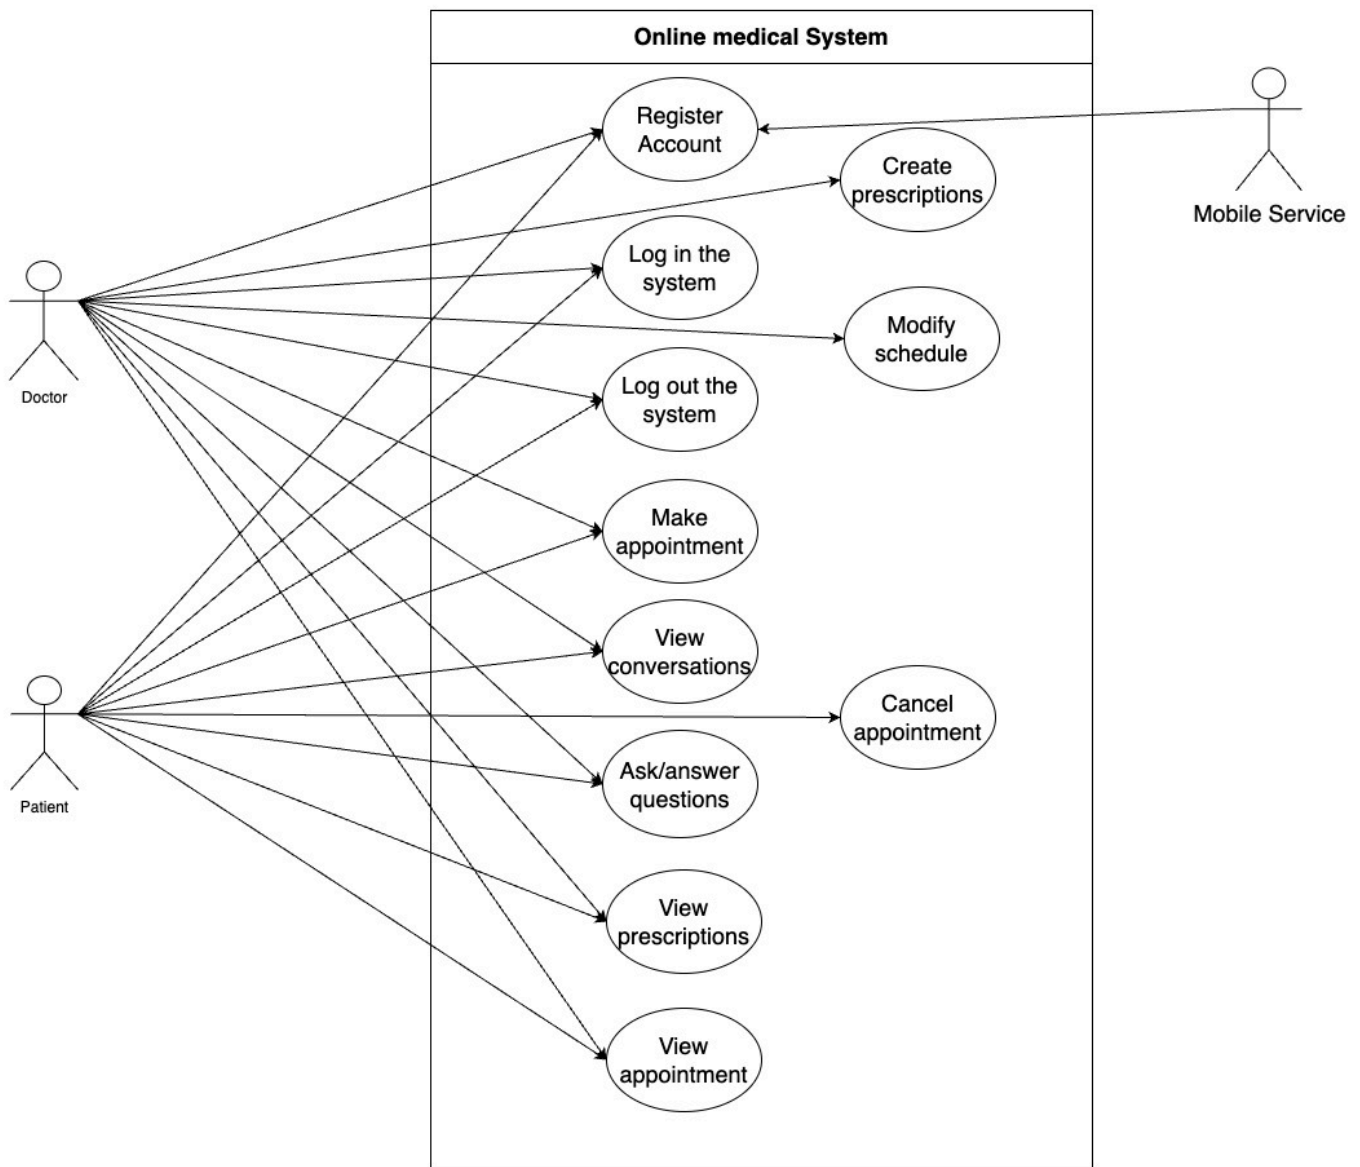 Online medical System
Register
Account
Create
prescriptions
Mobile Service
Log in the
system
Modify
schedule
Doctor
Log out the
system
Make
appointment
View
conversations
Cancel
appointment
Patient
Ask/answer
questions
View
prescriptions
View
appointment